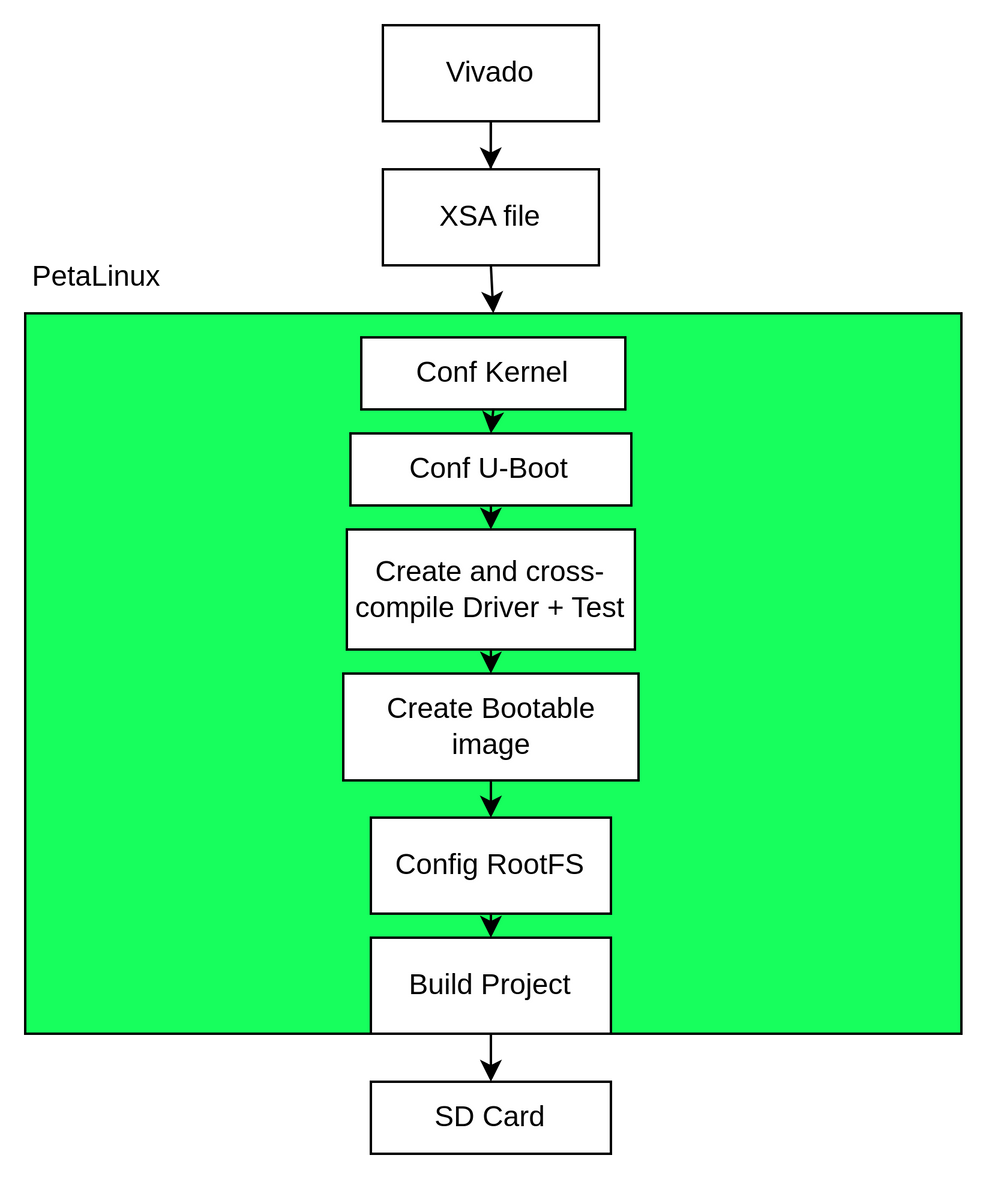 Vivado
XSA file
PetaLinux
Conf Kernel
Conf U-Boot
Create and cross-
compile Driver + Test
Create Bootable
image
Config RootFS
Build Project
SD Card